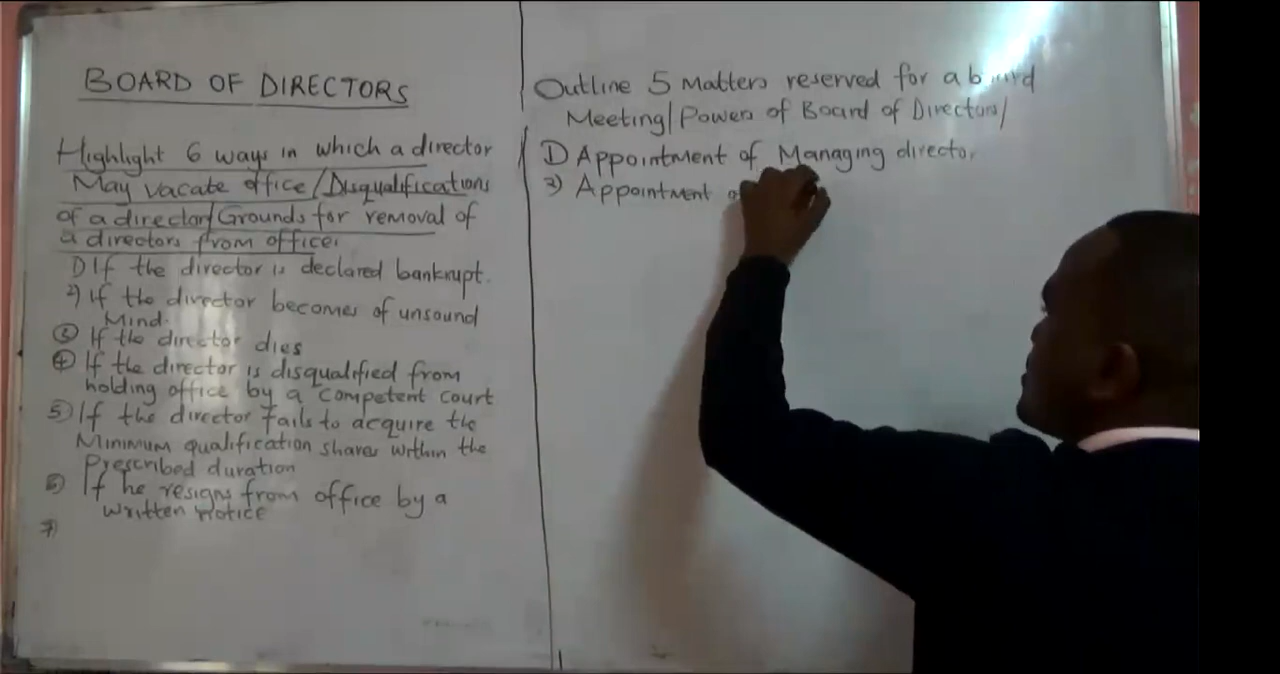 BOARD OF DIRECTORS
Highlight 6 ways in which a director
May vacate office/Disqualifications
of a director/Grounds for removal of
a directors from office.
1) If the director is declared bankrupt.
2) if the director becomes of unsound
Mind.
③ If the director dies
④ If the director is disqualified from
holding office by a competent court
5) If the director fails to acquire the
Minimum qualification shares within the
Prescribed duration
6) If he resigns from office by a
written notice
7)
Outline 5 Matters reserved for a board
Meeting/Powers of Board of Directors/
1) Appointment of Managing director.
2) Appointment